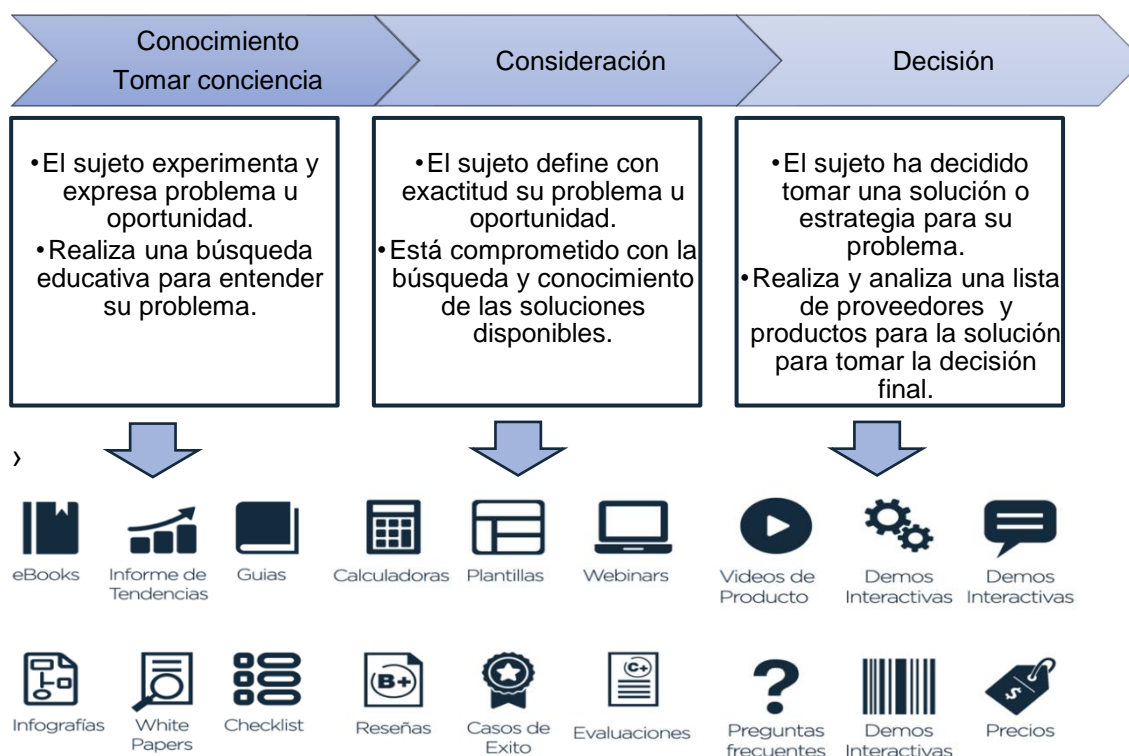 Conocimiento
Tomar conciencia
Consideración
Decisión
•El sujeto experimenta y
expresa problema u
oportunidad.
•Realiza una búsqueda
educativa para entender
su problema.
•El sujeto define con
exactitud su problema u
oportunidad.
•Está comprometido con la
búsqueda y conocimiento
de las soluciones
disponibles.
•El sujeto ha decidido
tomar una solución o
estrategia para su
problema.
•Realiza y analiza una lista
de proveedores y
productos para la solución
para tomar la decisión
final.
›
eBooks
Informe de
Tendencias
Guias
Calculadoras
Plantillas
Webinars
Videos de
Producto
Demos
Interactivas
Demos
Interactivas
B+
C+
?
$
Infografías
White
Papers
Checklist
Reseñas
Casos de
Exito
Evaluaciones
Preguntas
frecuentes
Demos
Interactivas
Precios